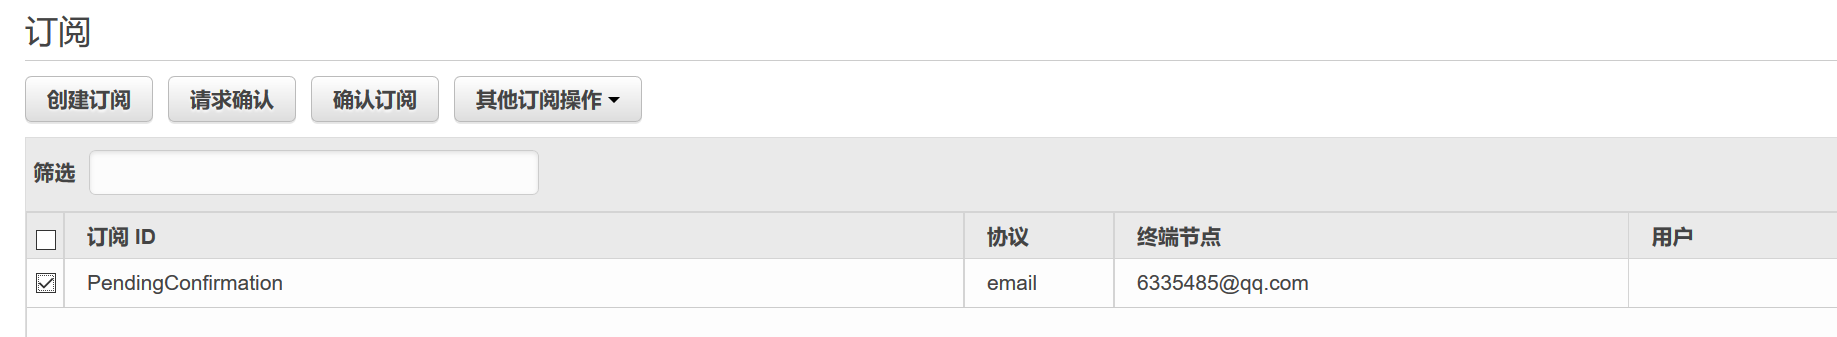 订阅
创建订阅 请求确认 确认订阅 其他订阅操作
筛选
订阅 ID 协议 终端节点 用户
PendingConfirmation email 6335485@qq.com